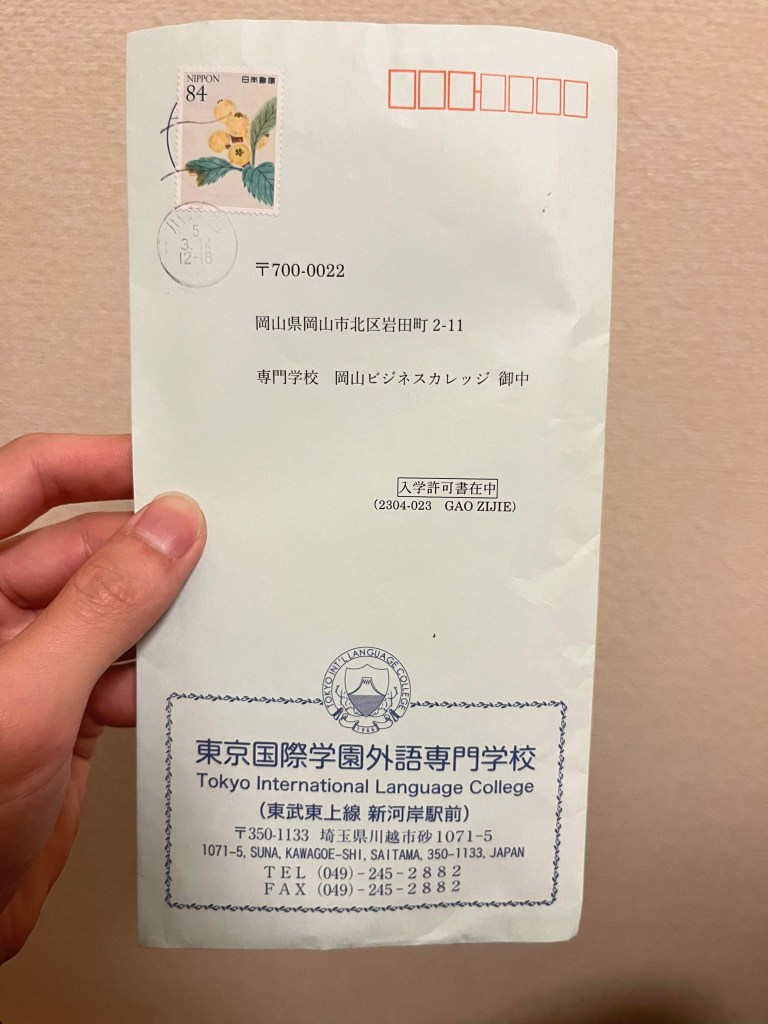 NIPPON 日本郵便
84
5
3. 14
12-18
〒700-0022
岡山県岡山市北区岩田町 2-11
専門学校 岡山ビジネスカレッジ 御中
入学許可書在中
(2304-023 GAO ZIJIE)
TOKYO INT'L LANGUAGE COLLEGE
東京国際学園外語専門学校
Tokyo International Language College
(東武東上線 新河岸駅前)
〒350-1133 埼玉県川越市砂1071-5
1071-5, SUNA, KAWAGOE-SHI, SAITAMA, 350-1133, JAPAN
TEL (049)-245-2882
FAX (049)-245-2882